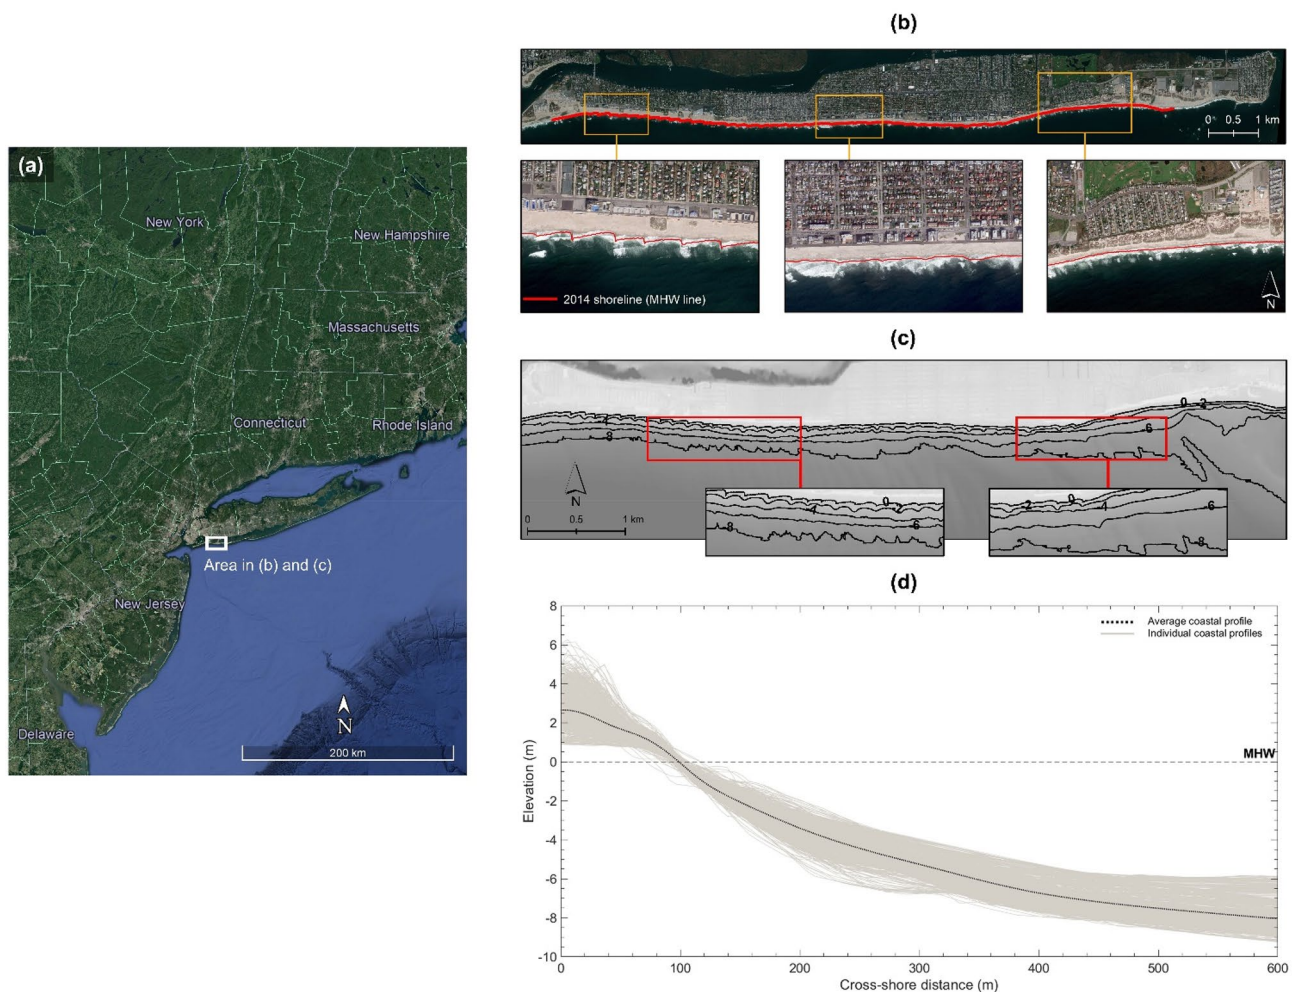 (a)
New York
New Hampshire
Massachusetts
Connecticut
Rhode Island
Area in (b) and (c)
New Jersey
Delaware
N
200 km
(b)
0 0.5 1 km
2014 shoreline (MHW line)
N
(c)
0 -2
-4
-6
-8
N
0 0.5 1 km
0
-2
-4
-6
-8
0
-2
-4
-6
-8
(d)
Average coastal profile
Individual coastal profiles
MHW
Elevation (m)
8
6
4
2
0
-2
-4
-6
-8
-10
0 100 200 300 400 500 600
Cross-shore distance (m)